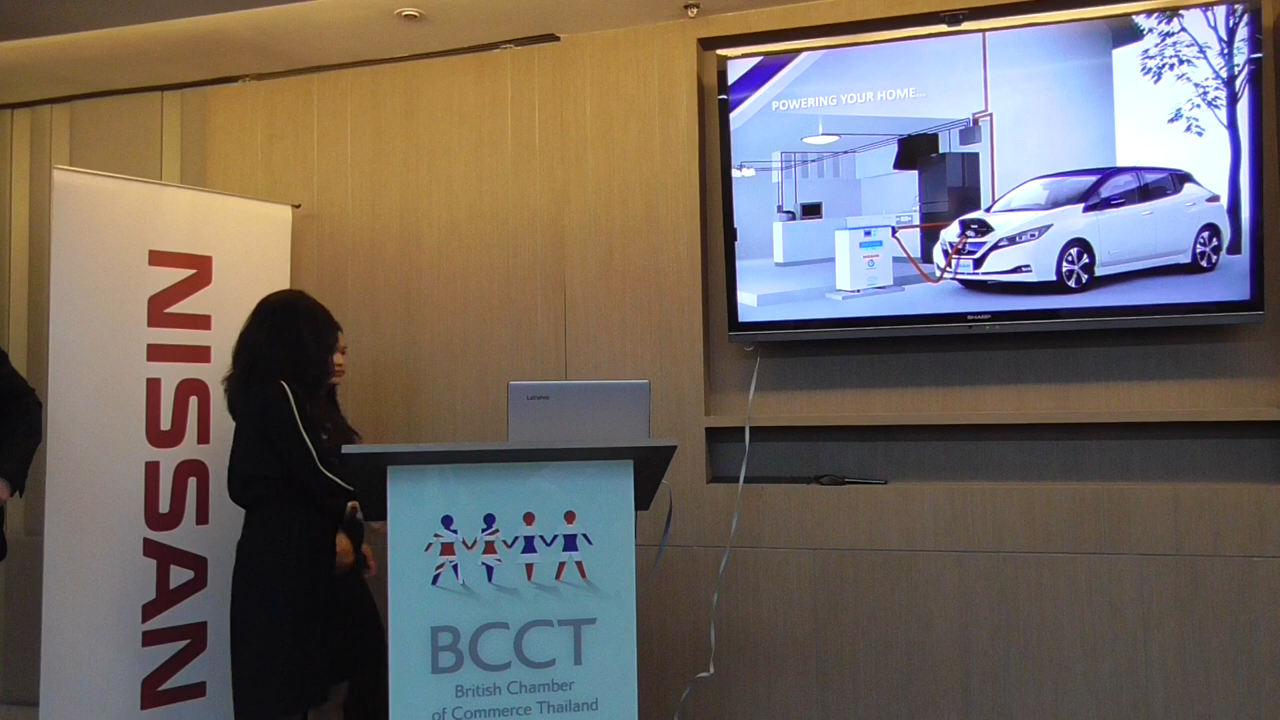 NISSAN
POWERING YOUR HOME...
SHARP
Lenovo
BCCT
British Chamber
of Commerce Thailand